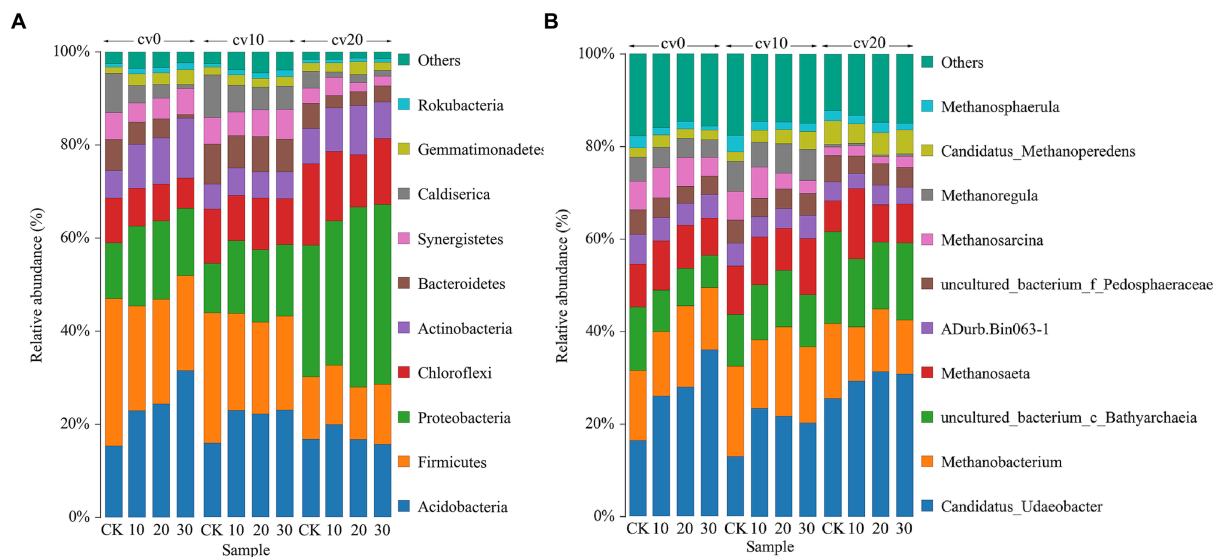 A
cv0 cv10 cv20
100%
80%
60%
40%
20%
0%
Relative abundance (%)
CK 10 20 30 CK 10 20 30 CK 10 20 30
Sample
Others
Rokubacteria
Gemmatimonadetes
Caldiserica
Synergistetes
Bacteroidetes
Actinobacteria
Chloroflexi
Proteobacteria
Firmicutes
Acidobacteria
B
cv0 cv10 cv20
100%
80%
60%
40%
20%
0%
Relative abundance (%)
CK 10 20 30 CK 10 20 30 CK 10 20 30
Sample
Others
Methanosphaerula
Candidatus_Methanoperedens
Methanoregula
Methanosarcina
uncultured_bacterium_f_Pedosphaeraceae
ADurb.Bin063-1
Methanosaeta
uncultured_bacterium_c_Bathyarchaeia
Methanobacterium
Candidatus_Udaeobacter